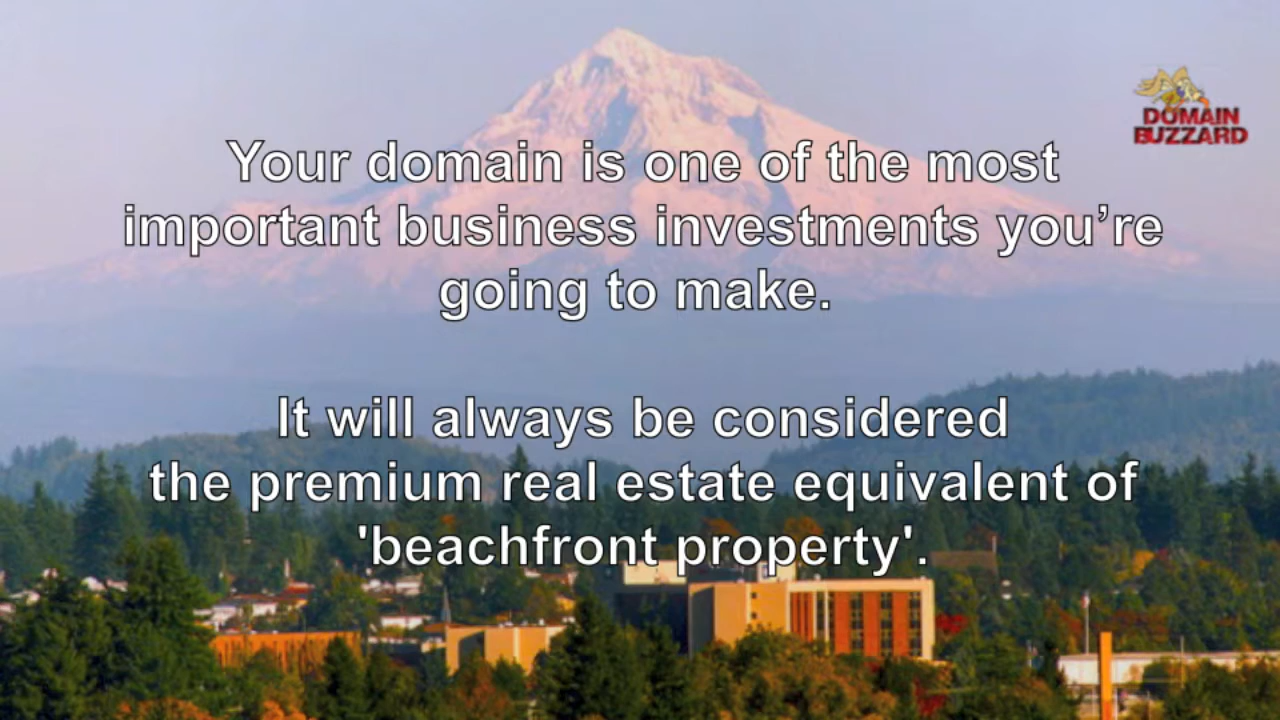 DOMAIN
BUZZARD
Your domain is one of the most
important business investments you’re
going to make.
It will always be considered
the premium real estate equivalent of
'beachfront property'.